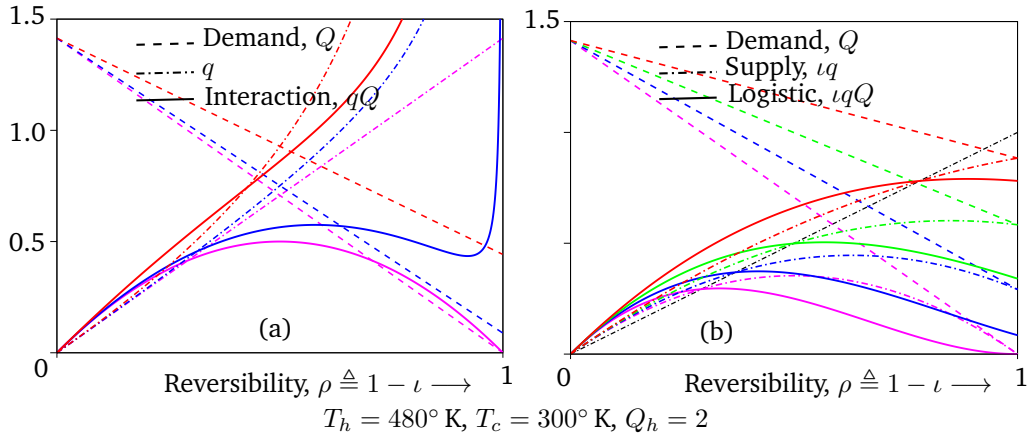 1.5
1.0
0.5
0
Demand, Q
q
Interaction, qQ
(a)
0
1
Reversibility, ρ ≜ 1 − ι ⟶
1.5
Demand, Q
Supply, ιq
Logistic, ιqQ
(b)
0
1
Reversibility, ρ ≜ 1 − ι ⟶
T_h = 480° K, T_c = 300° K, Q_h = 2